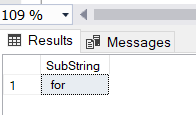 109 %
Results Messages
SubString
1 for